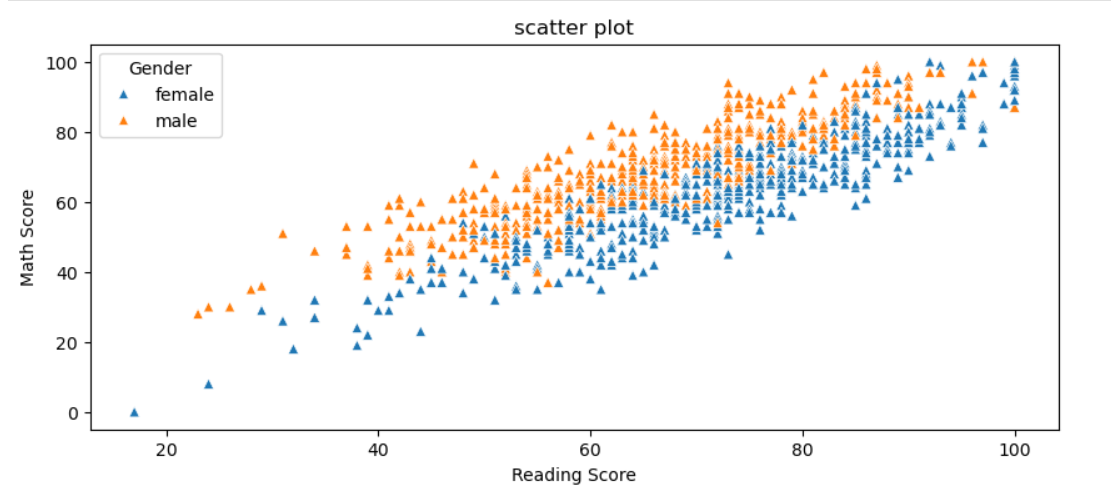 scatter plot
Gender
female
male
Math Score
100
80
60
40
20
0
20 40 60 80 100
Reading Score